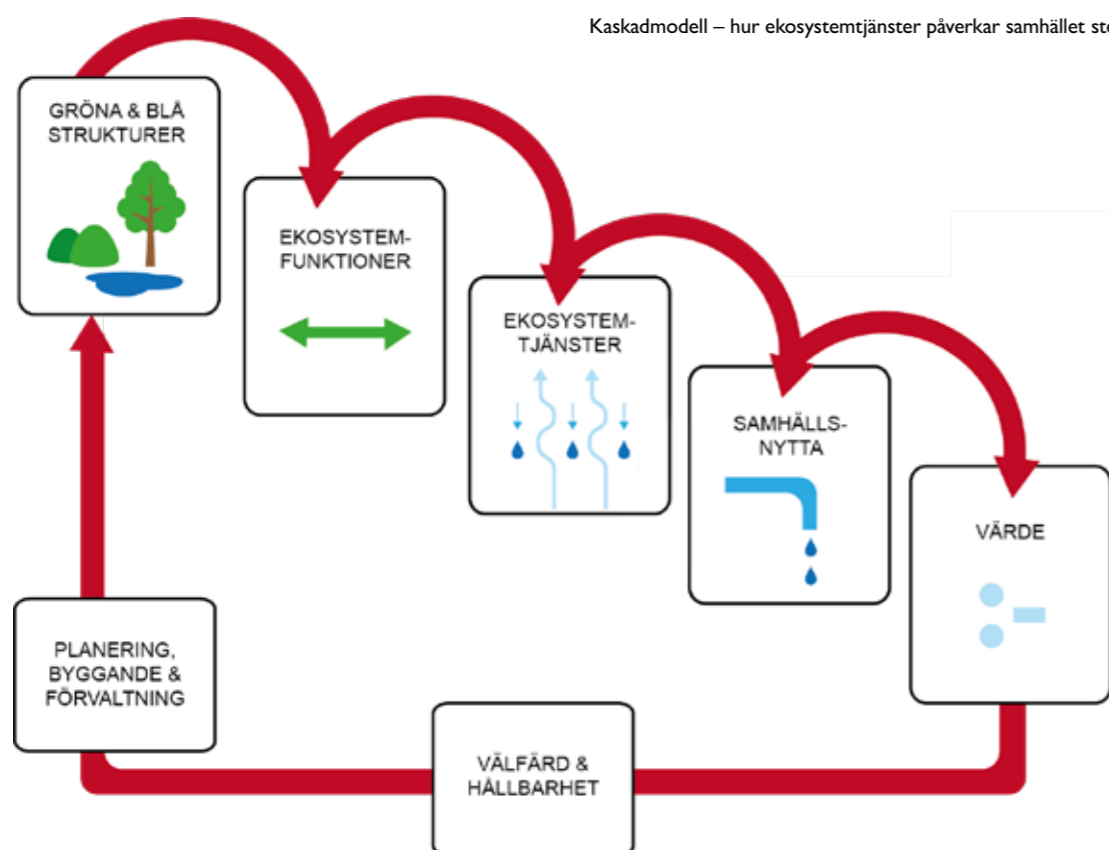 Kaskadmodell – hur ekosystemtjänster påverkar samhället
GRÖNA & BLÅ
STRUKTURER
EKOSYSTEM-
FUNKTIONER
EKOSYSTEM-
TJÄNSTER
SAMHÄLLS-
NYTTA
VÄRDE
PLANERING,
BYGGANDE &
FÖRVALTNING
VÄLFÄRD &
HÅLLBARHET